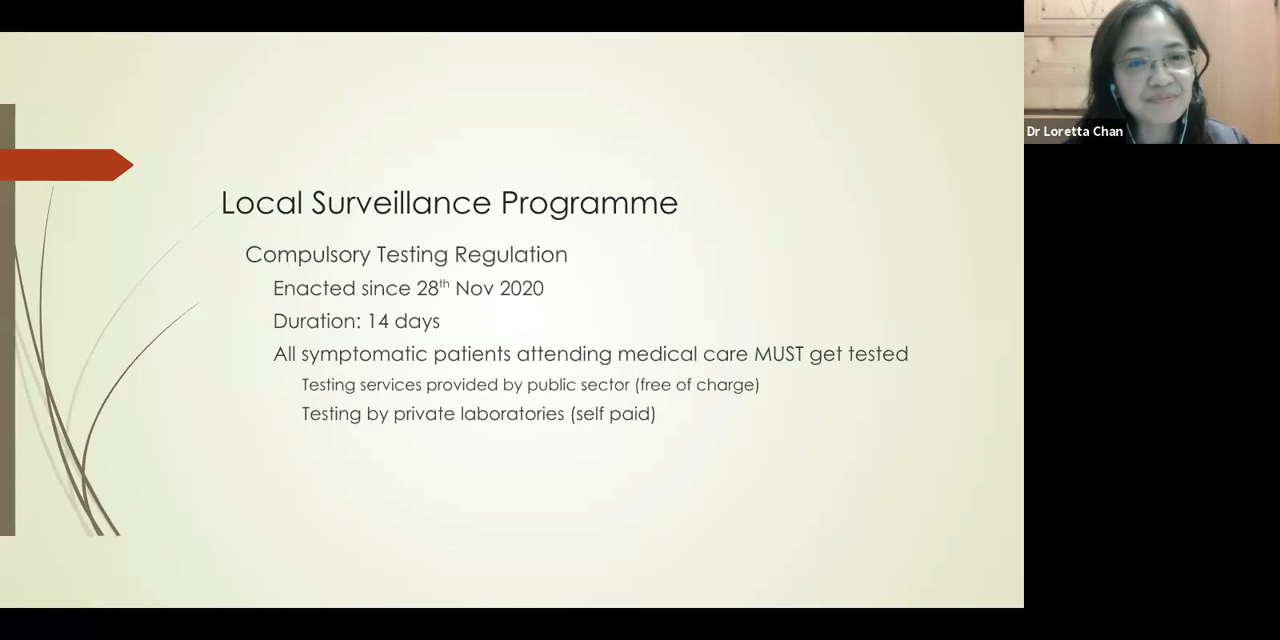 Local Surveillance Programme
Compulsory Testing Regulation
Enacted since 28th Nov 2020
Duration: 14 days
All symptomatic patients attending medical care MUST get tested
Testing services provided by public sector (free of charge)
Testing by private laboratories (self paid)
Dr Loretta Chan